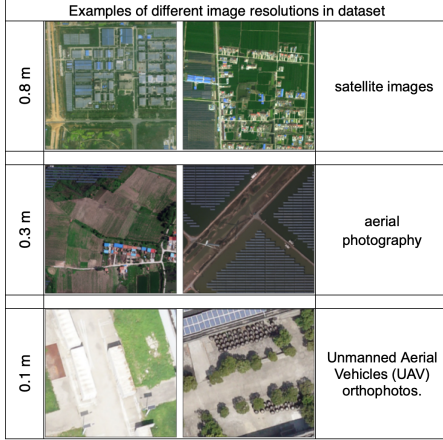 Examples of different image resolutions in dataset
0.8 m
satellite images
0.3 m
aerial
photography
0.1 m
Unmanned Aerial
Vehicles (UAV)
orthophotos.